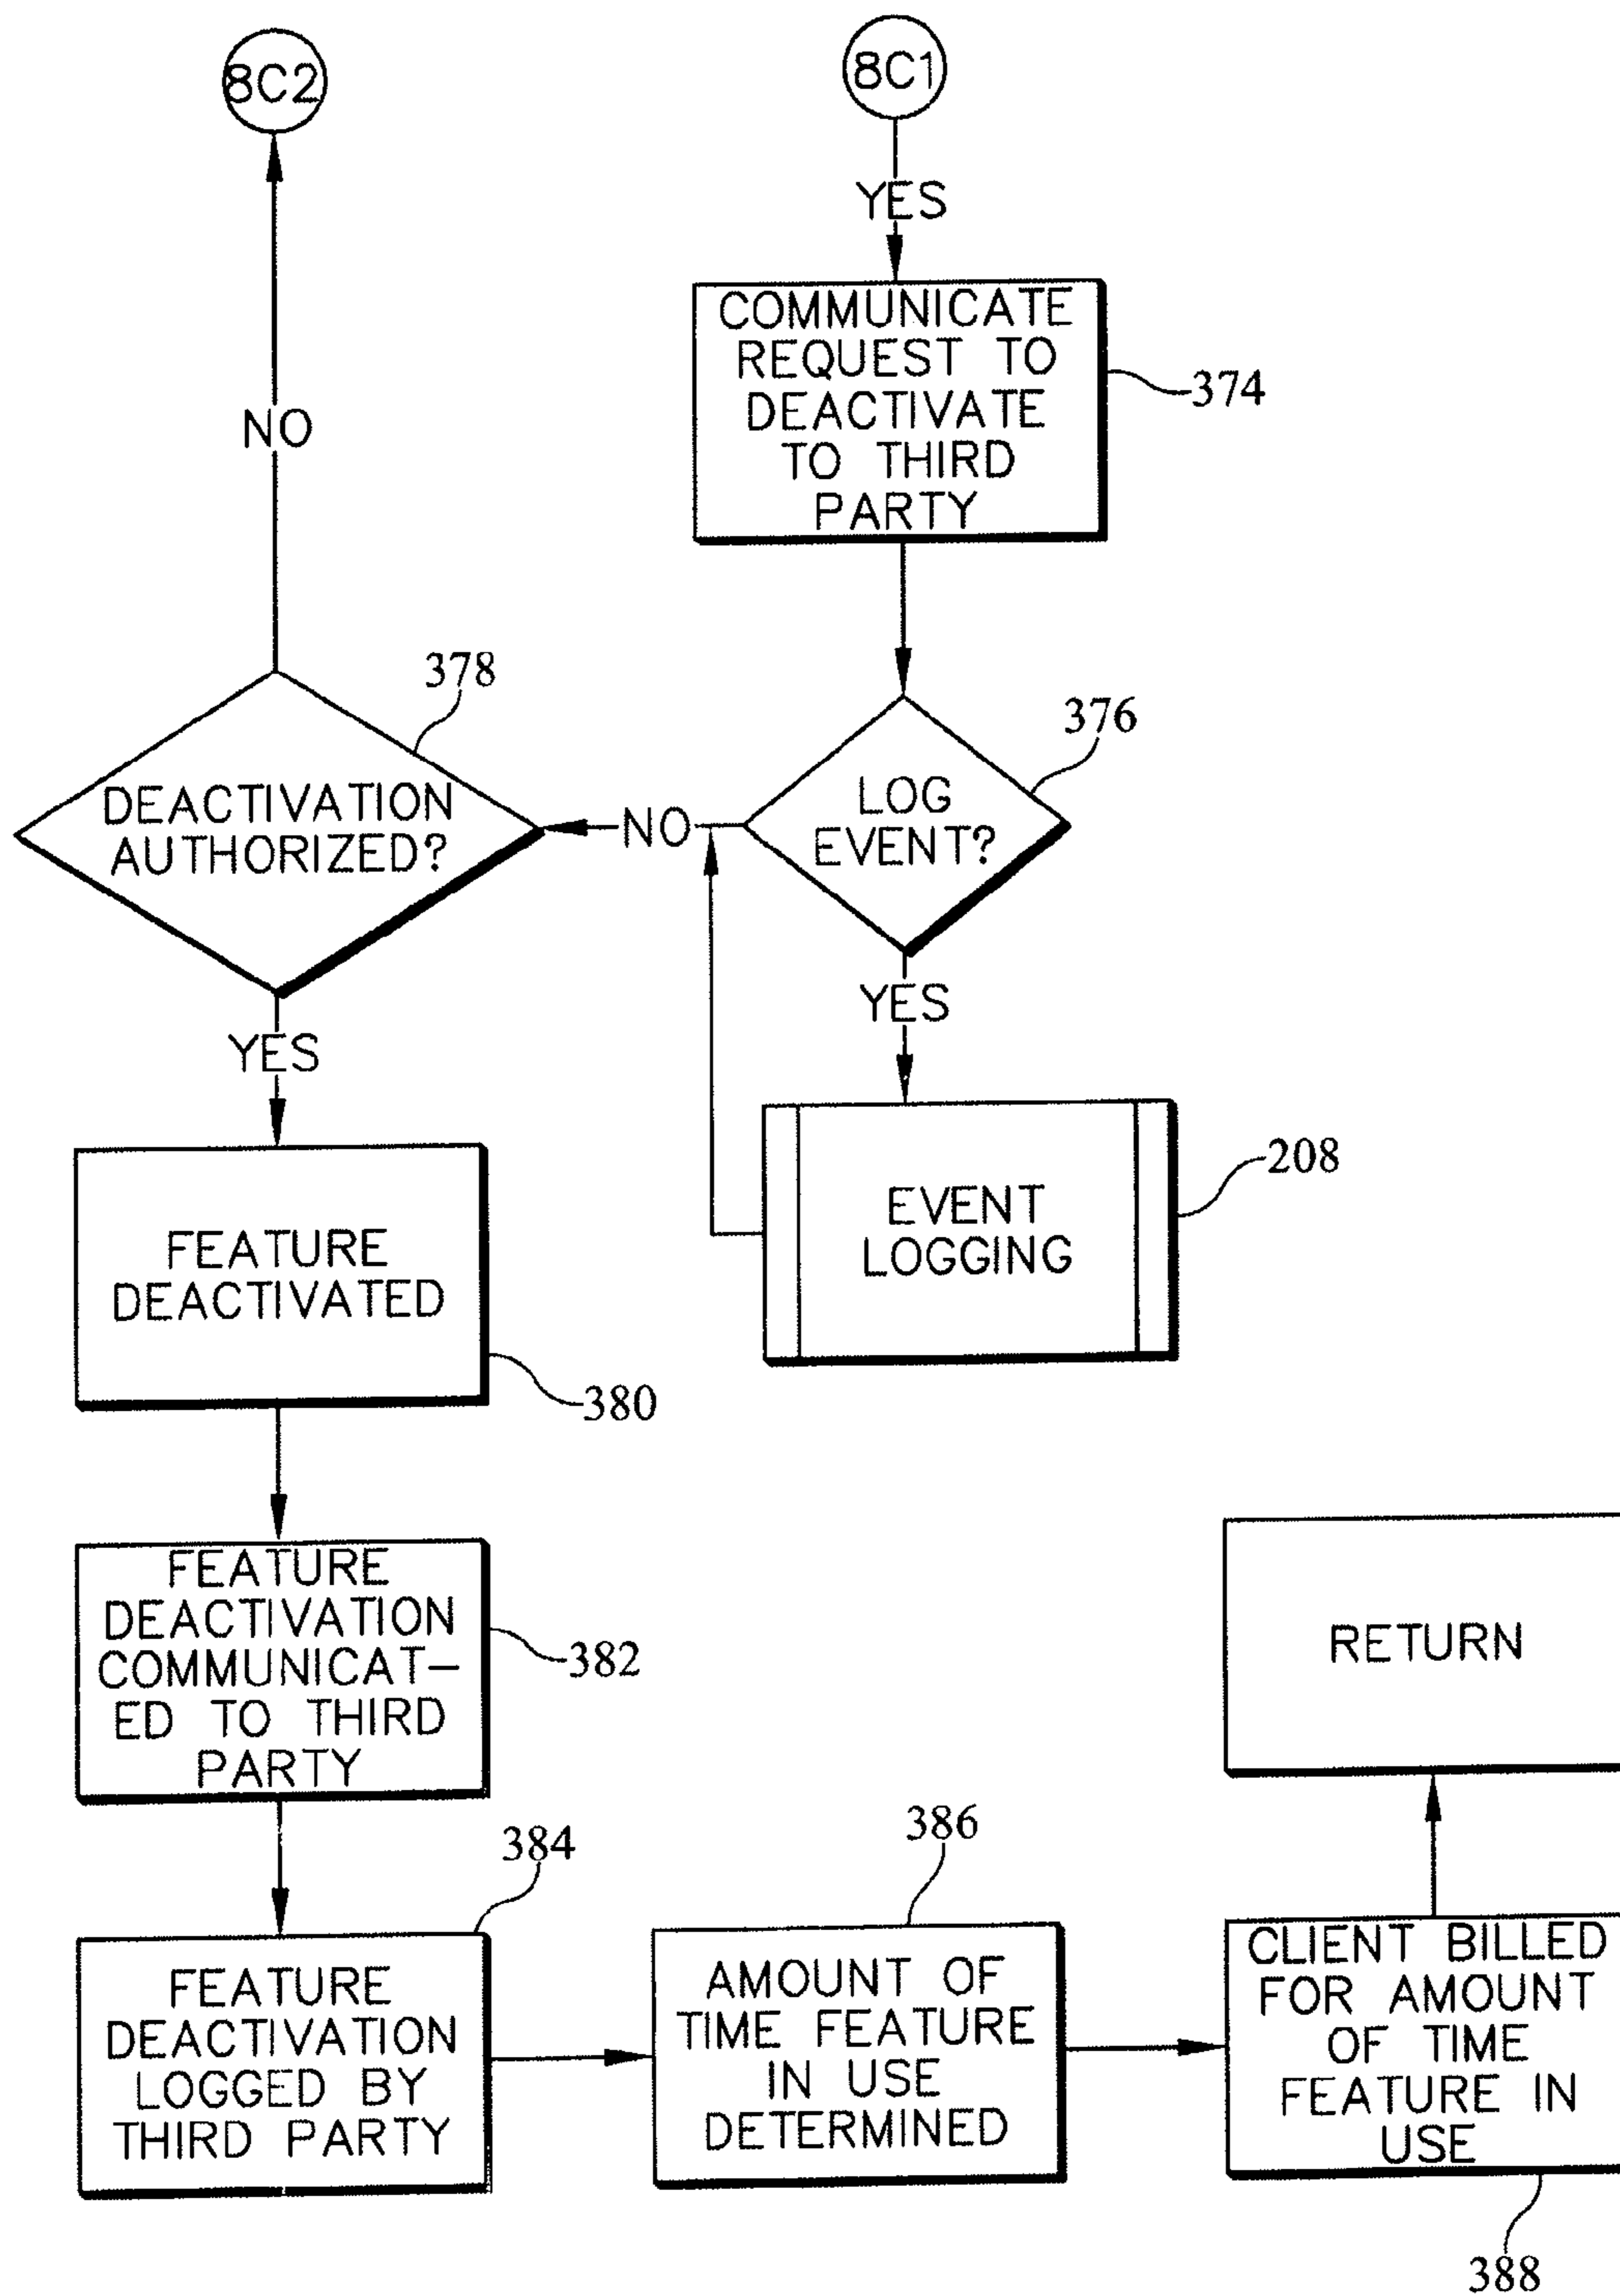 8C2
8C1
YES
COMMUNICATE
REQUEST TO
DEACTIVATE
TO THIRD
PARTY
374
NO
378
376
DEACTIVATION
AUTHORIZED?
NO
LOG
EVENT?
YES
YES
EVENT
LOGGING
208
FEATURE
DEACTIVATED
380
FEATURE
DEACTIVATION
COMMUNICAT-
ED TO THIRD
PARTY
382
RETURN
384
386
FEATURE
DEACTIVATION
LOGGED BY
THIRD PARTY
AMOUNT OF
TIME FEATURE
IN USE
DETERMINED
CLIENT BILLED
FOR AMOUNT
OF TIME
FEATURE IN
USE
388